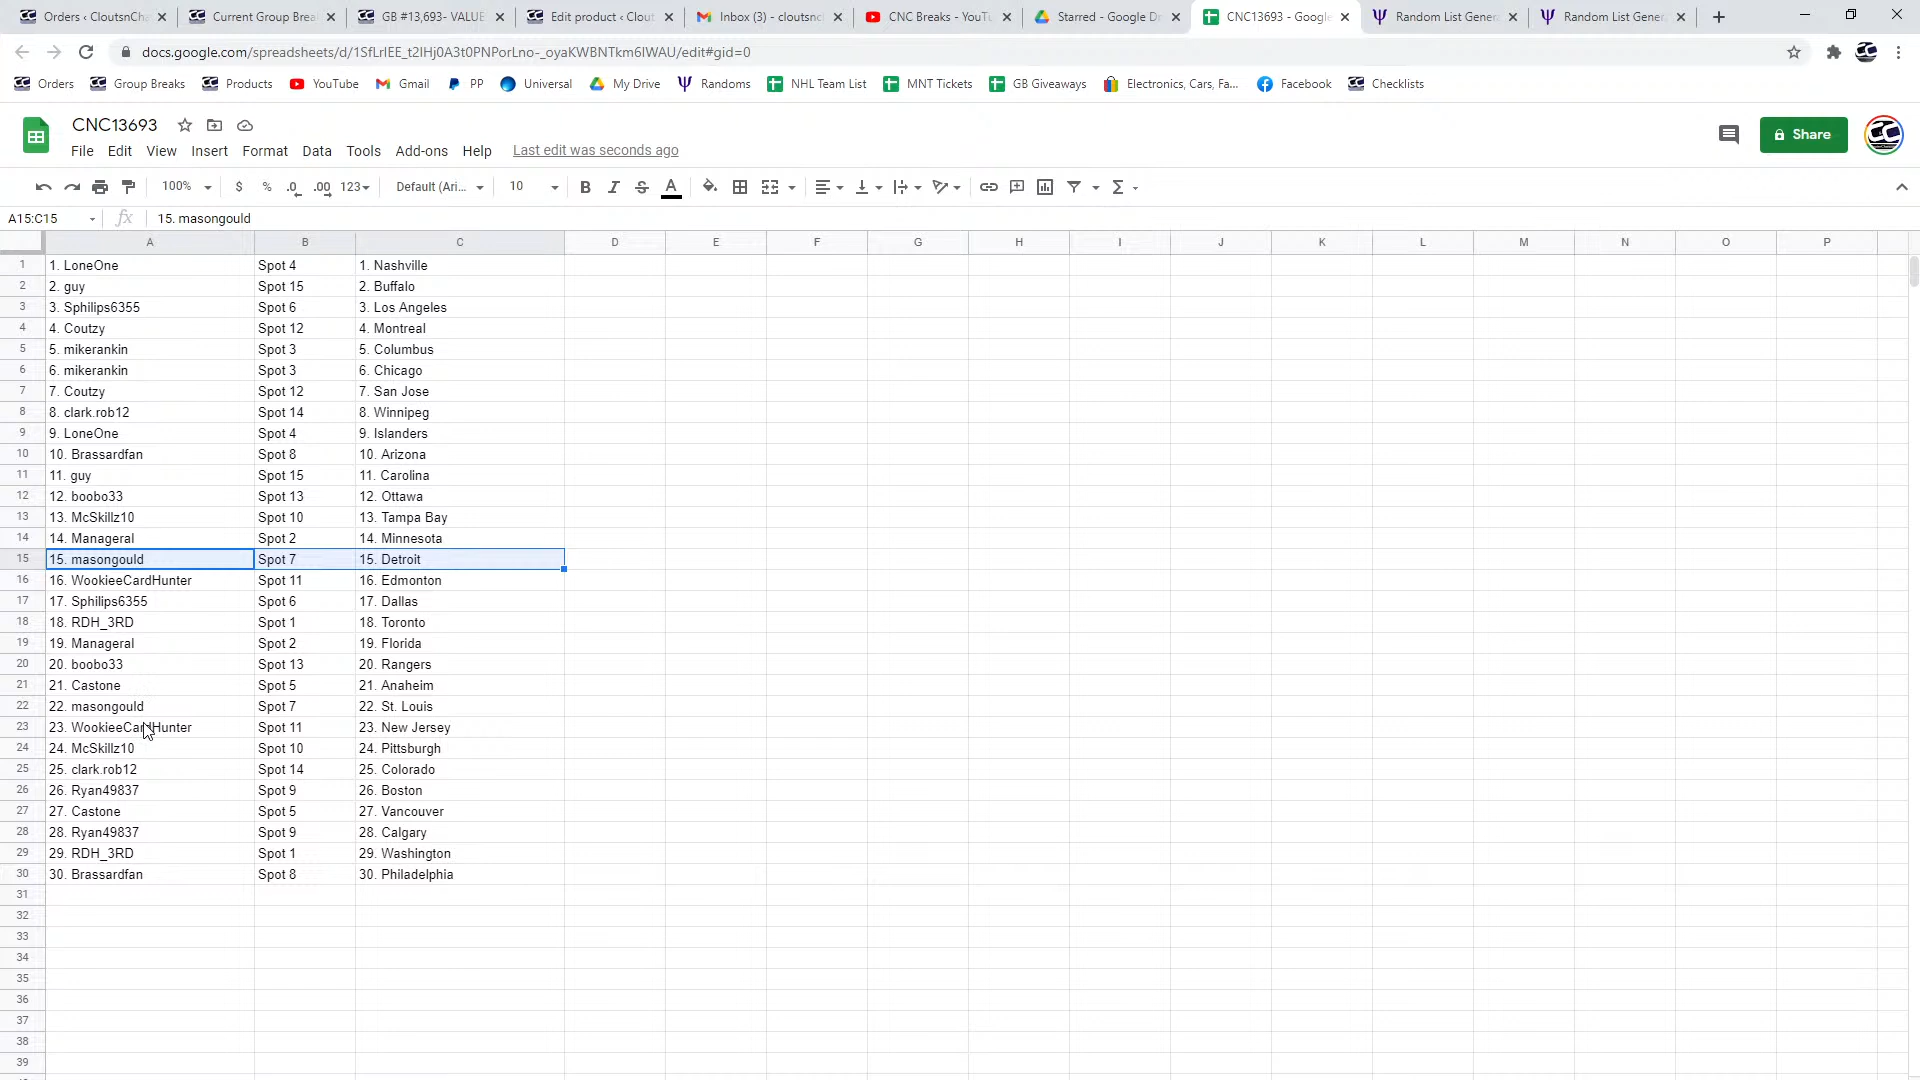 Orders ‹ CloutsnCha
Current Group Brea
GB #13,693- VALUE
Edit product ‹ Clout
Inbox (3) - cloutsncl
CNC Breaks - YouTu
Starred - Google Dr
CNC13693 - Google
Random List Genera
Random List Genera
docs.google.com/spreadsheets/d/1SfLrIEE_t2IHj0A3t0PNPorLno-_oyaKWBNTkm6IWAU/edit#gid=0
Orders
Group Breaks
Products
YouTube
Gmail
PP
Universal
My Drive
Randoms
NHL Team List
MNT Tickets
GB Giveaways
Electronics, Cars, Fa...
Facebook
Checklists
CNC13693
File Edit View Insert Format Data Tools Add-ons Help Last edit was seconds ago
Share
100% $ % .0 .00 123 Default (Ari... 10 B I S A
A15:C15 fx 15. masongould
A B C D E F G H I J K L M N O P
1 1. LoneOne Spot 4 1. Nashville
2 2. guy Spot 15 2. Buffalo
3 3. Sphilips6355 Spot 6 3. Los Angeles
4 4. Coutzy Spot 12 4. Montreal
5 5. mikerankin Spot 3 5. Columbus
6 6. mikerankin Spot 3 6. Chicago
7 7. Coutzy Spot 12 7. San Jose
8 8. clark.rob12 Spot 14 8. Winnipeg
9 9. LoneOne Spot 4 9. Islanders
10 10. Brassardfan Spot 8 10. Arizona
11 11. guy Spot 15 11. Carolina
12 12. boobo33 Spot 13 12. Ottawa
13 13. McSkillz10 Spot 10 13. Tampa Bay
14 14. Manageral Spot 2 14. Minnesota
15 15. masongould Spot 7 15. Detroit
16 16. WookieeCardHunter Spot 11 16. Edmonton
17 17. Sphilips6355 Spot 6 17. Dallas
18 18. RDH_3RD Spot 1 18. Toronto
19 19. Manageral Spot 2 19. Florida
20 20. boobo33 Spot 13 20. Rangers
21 21. Castone Spot 5 21. Anaheim
22 22. masongould Spot 7 22. St. Louis
23 23. WookieeCardHunter Spot 11 23. New Jersey
24 24. McSkillz10 Spot 10 24. Pittsburgh
25 25. clark.rob12 Spot 14 25. Colorado
26 26. Ryan49837 Spot 9 26. Boston
27 27. Castone Spot 5 27. Vancouver
28 28. Ryan49837 Spot 9 28. Calgary
29 29. RDH_3RD Spot 1 29. Washington
30 30. Brassardfan Spot 8 30. Philadelphia
31
32
33
34
35
36
37
38
39